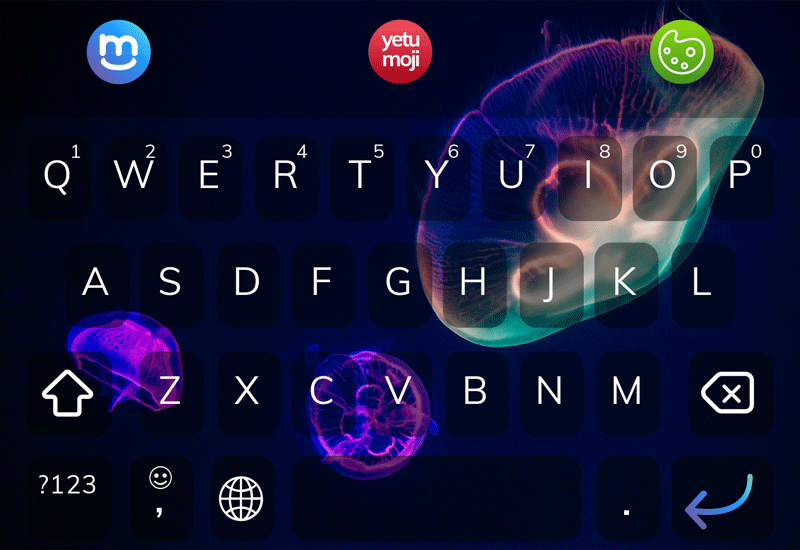 m
yetu
moji
Q1 W2 E3 R4 T5 Y6 U7 I8 O9 P0
A S D F G H J K L
Z X C V B N M
?123 , .